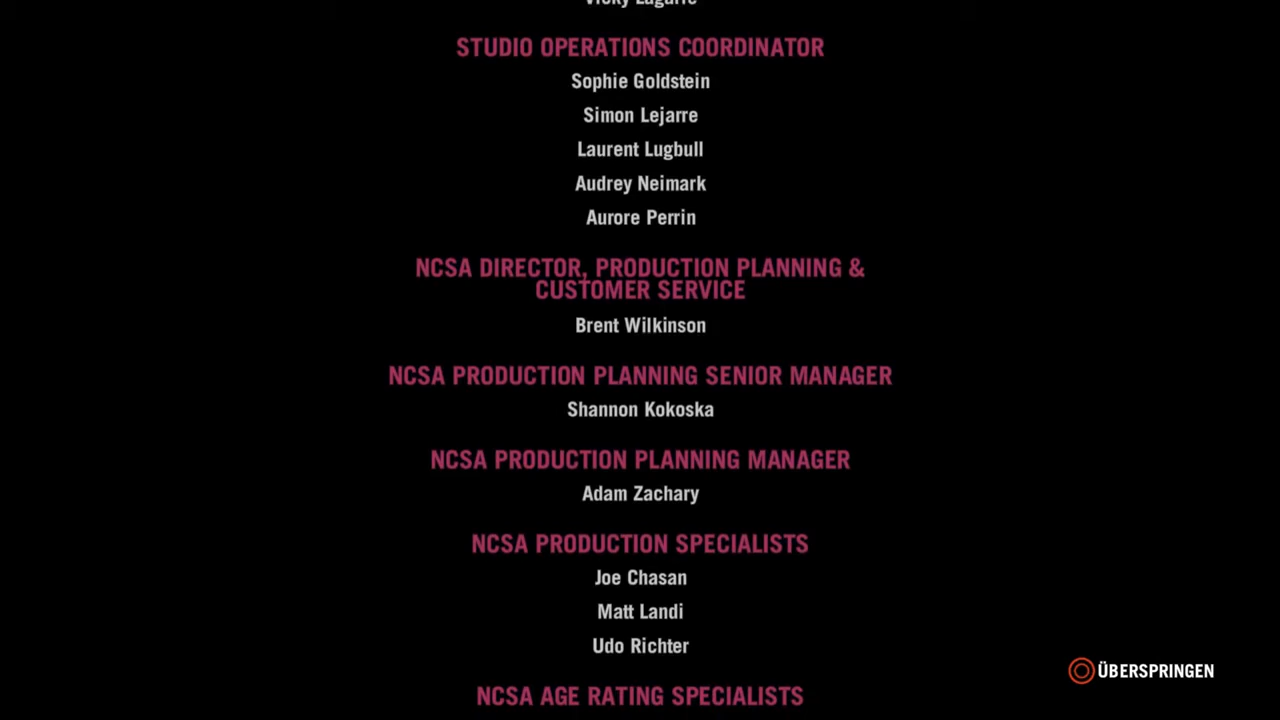 STUDIO OPERATIONS COORDINATOR
Sophie Goldstein
Simon Lejarre
Laurent Lugbull
Audrey Neimark
Aurore Perrin
NCSA DIRECTOR, PRODUCTION PLANNING &
CUSTOMER SERVICE
Brent Wilkinson
NCSA PRODUCTION PLANNING SENIOR MANAGER
Shannon Kokoska
NCSA PRODUCTION PLANNING MANAGER
Adam Zachary
NCSA PRODUCTION SPECIALISTS
Joe Chasan
Matt Landi
Udo Richter
ÜBERSPRINGEN
NCSA AGE RATING SPECIALISTS